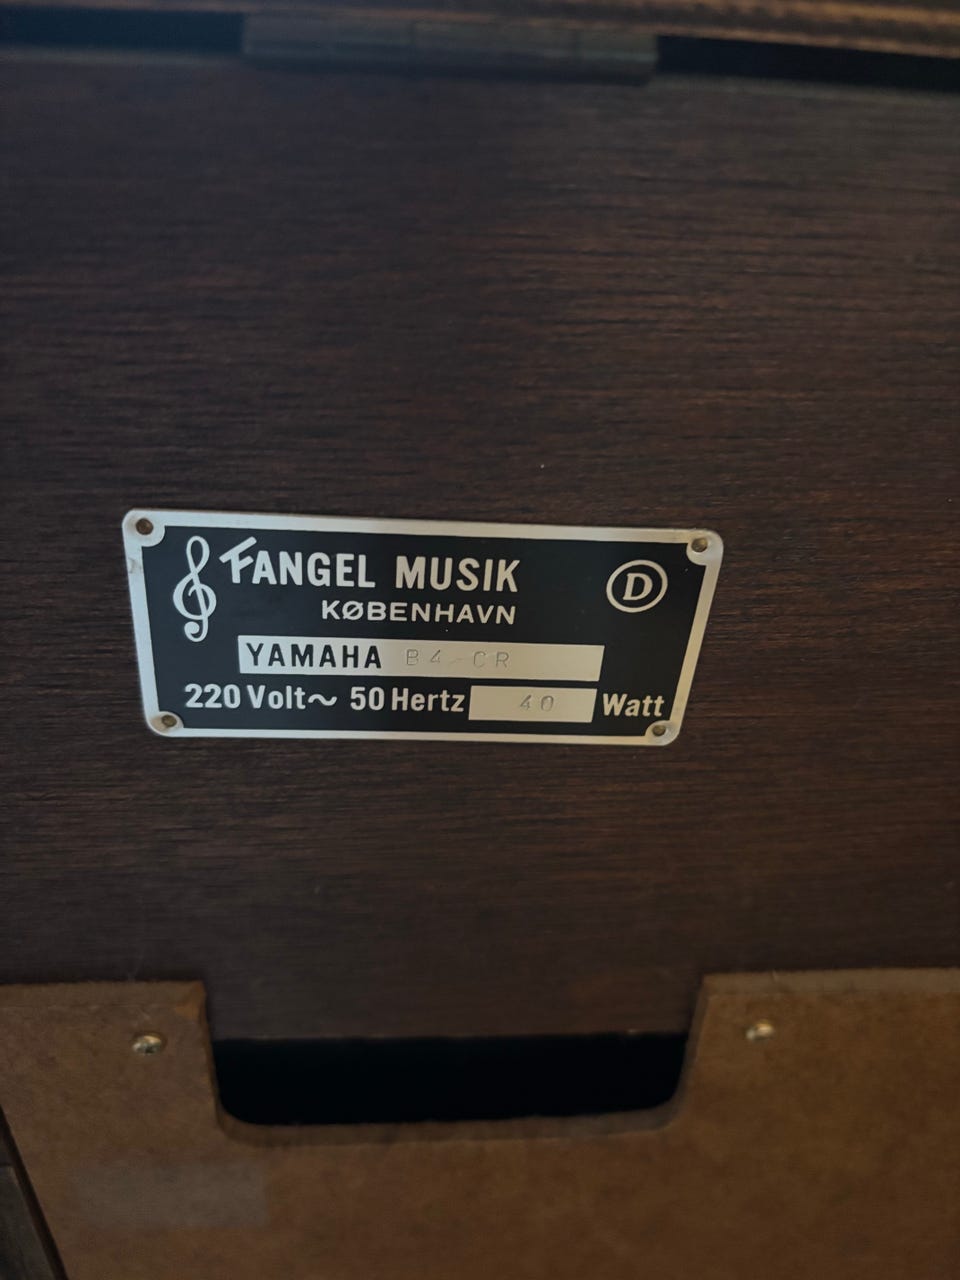 FANGEL MUSIK
D
KØBENHAVN
YAMAHA B4-CR
220 Volt~ 50 Hertz 40 Watt